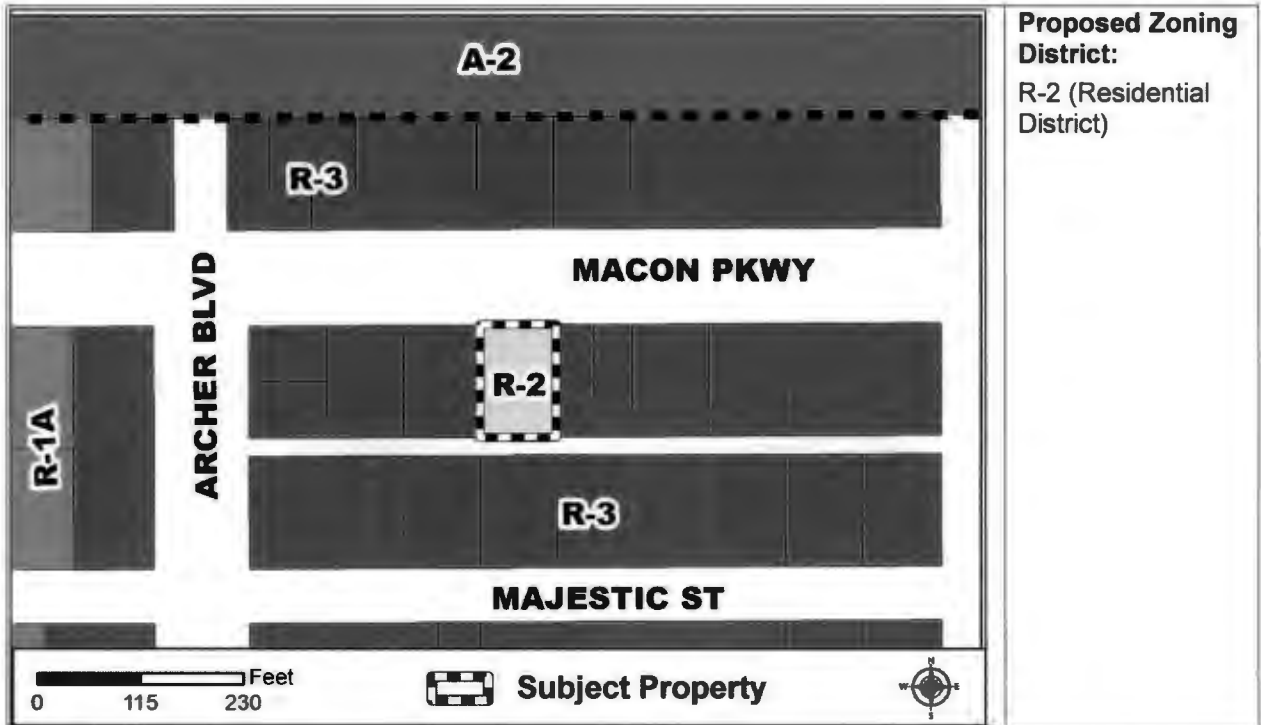 A-2
R-3
MACON PKWY
ARCHER BLVD
R-2
R-1A
R-3
MAJESTIC ST
Feet
0 115 230
Subject Property
N
W E
S
Proposed Zoning
District:
R-2 (Residential
District)